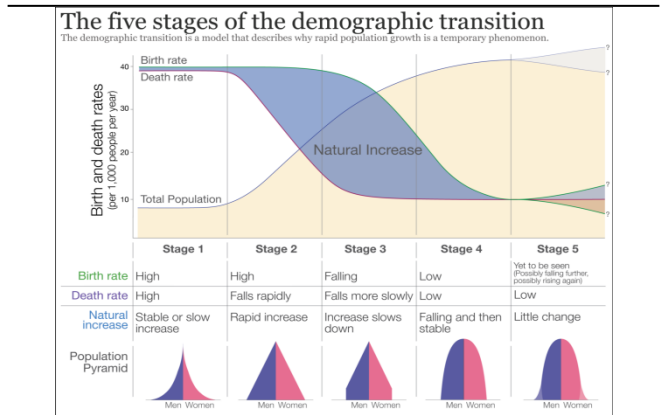 The five stages of the demographic transition
The demographic transition is a model that describes why rapid population growth is a temporary phenomenon.
Birth and death rates
(per 1,000 people per year)
40
30
20
10
Birth rate
Death rate
Natural Increase
Total Population
?
?
?
?
Stage 1 Stage 2 Stage 3 Stage 4 Stage 5
Birth rate High High Falling Low Yet to be seen
(Possibly falling further,
possibly rising again)
Death rate High Falls rapidly Falls more slowly Low Low
Natural
increase
Stable or slow
increase
Rapid increase
Increase slows
down
Falling and then
stable
Little change
Population
Pyramid
Men Women Men Women Men Women Men Women Men Women